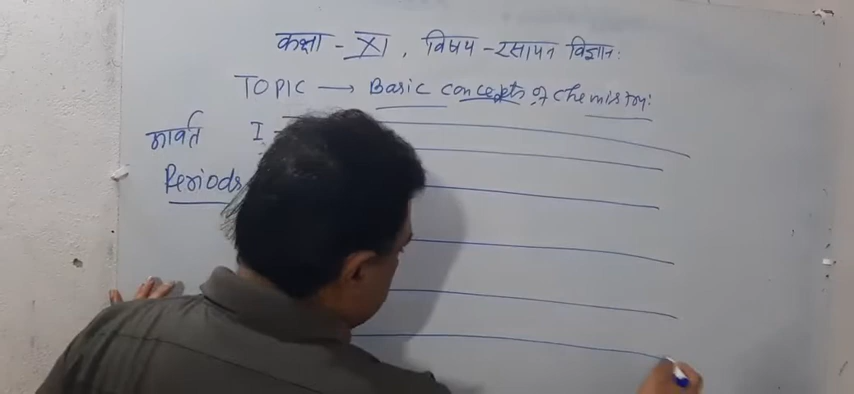 कक्षा - XI , विषय - रसायन विज्ञान :
TOPIC → Basic concepts of chemistry :
आवर्त I
Periods